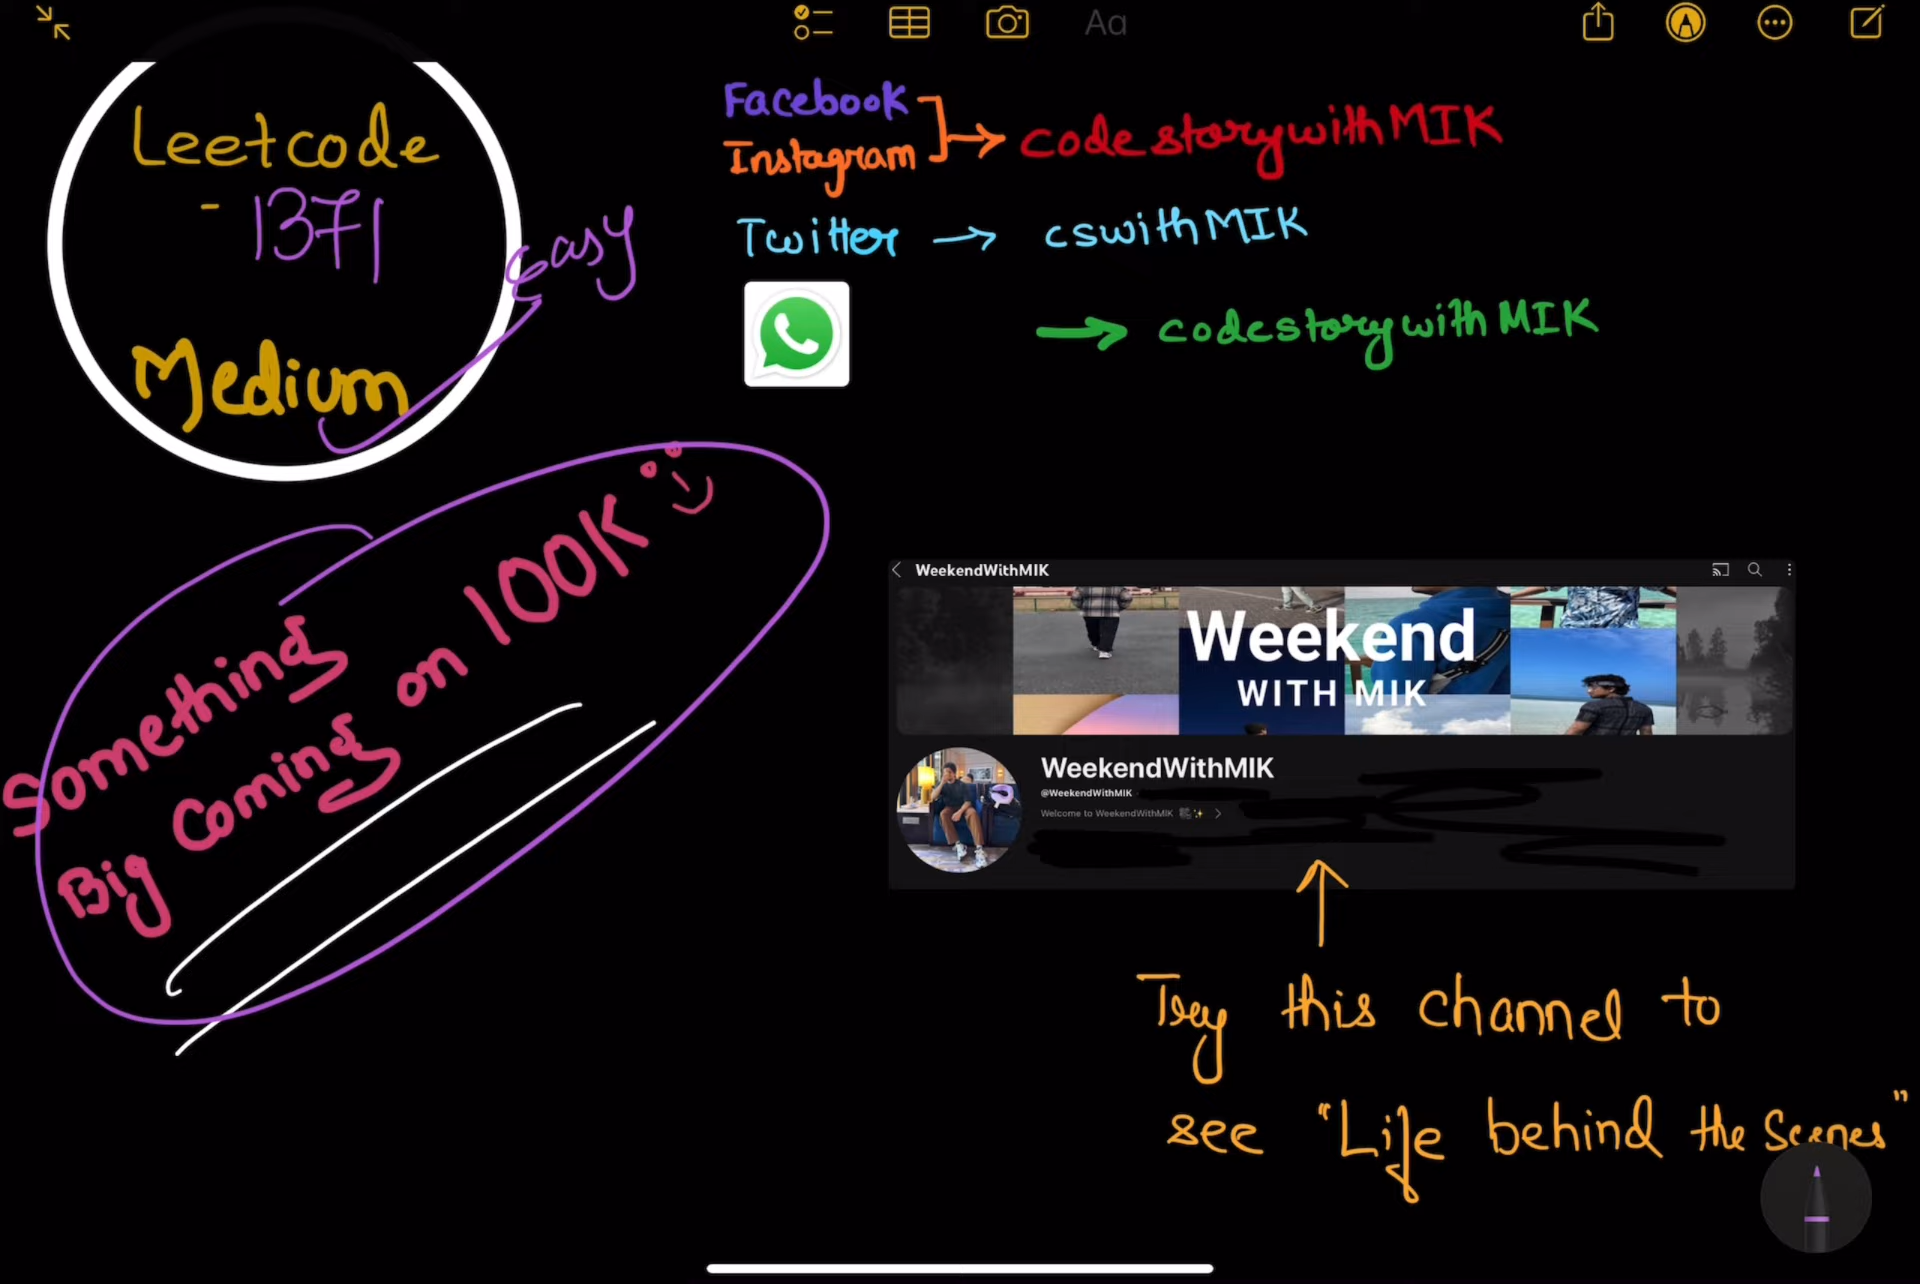 Aa
Leetcode
- 1371
easy
Medium
Facebook
Instagram
codestorywithMIK
Twitter → cswithMIK
→ codestorywithMIK
Something
Big Coming on 100K
WeekendWithMIK
Weekend
WITH MIK
WeekendWithMIK
@WeekendWithMIK
Welcome to WeekendWithMIK
Try this channel to
see "Life behind the Scenes"